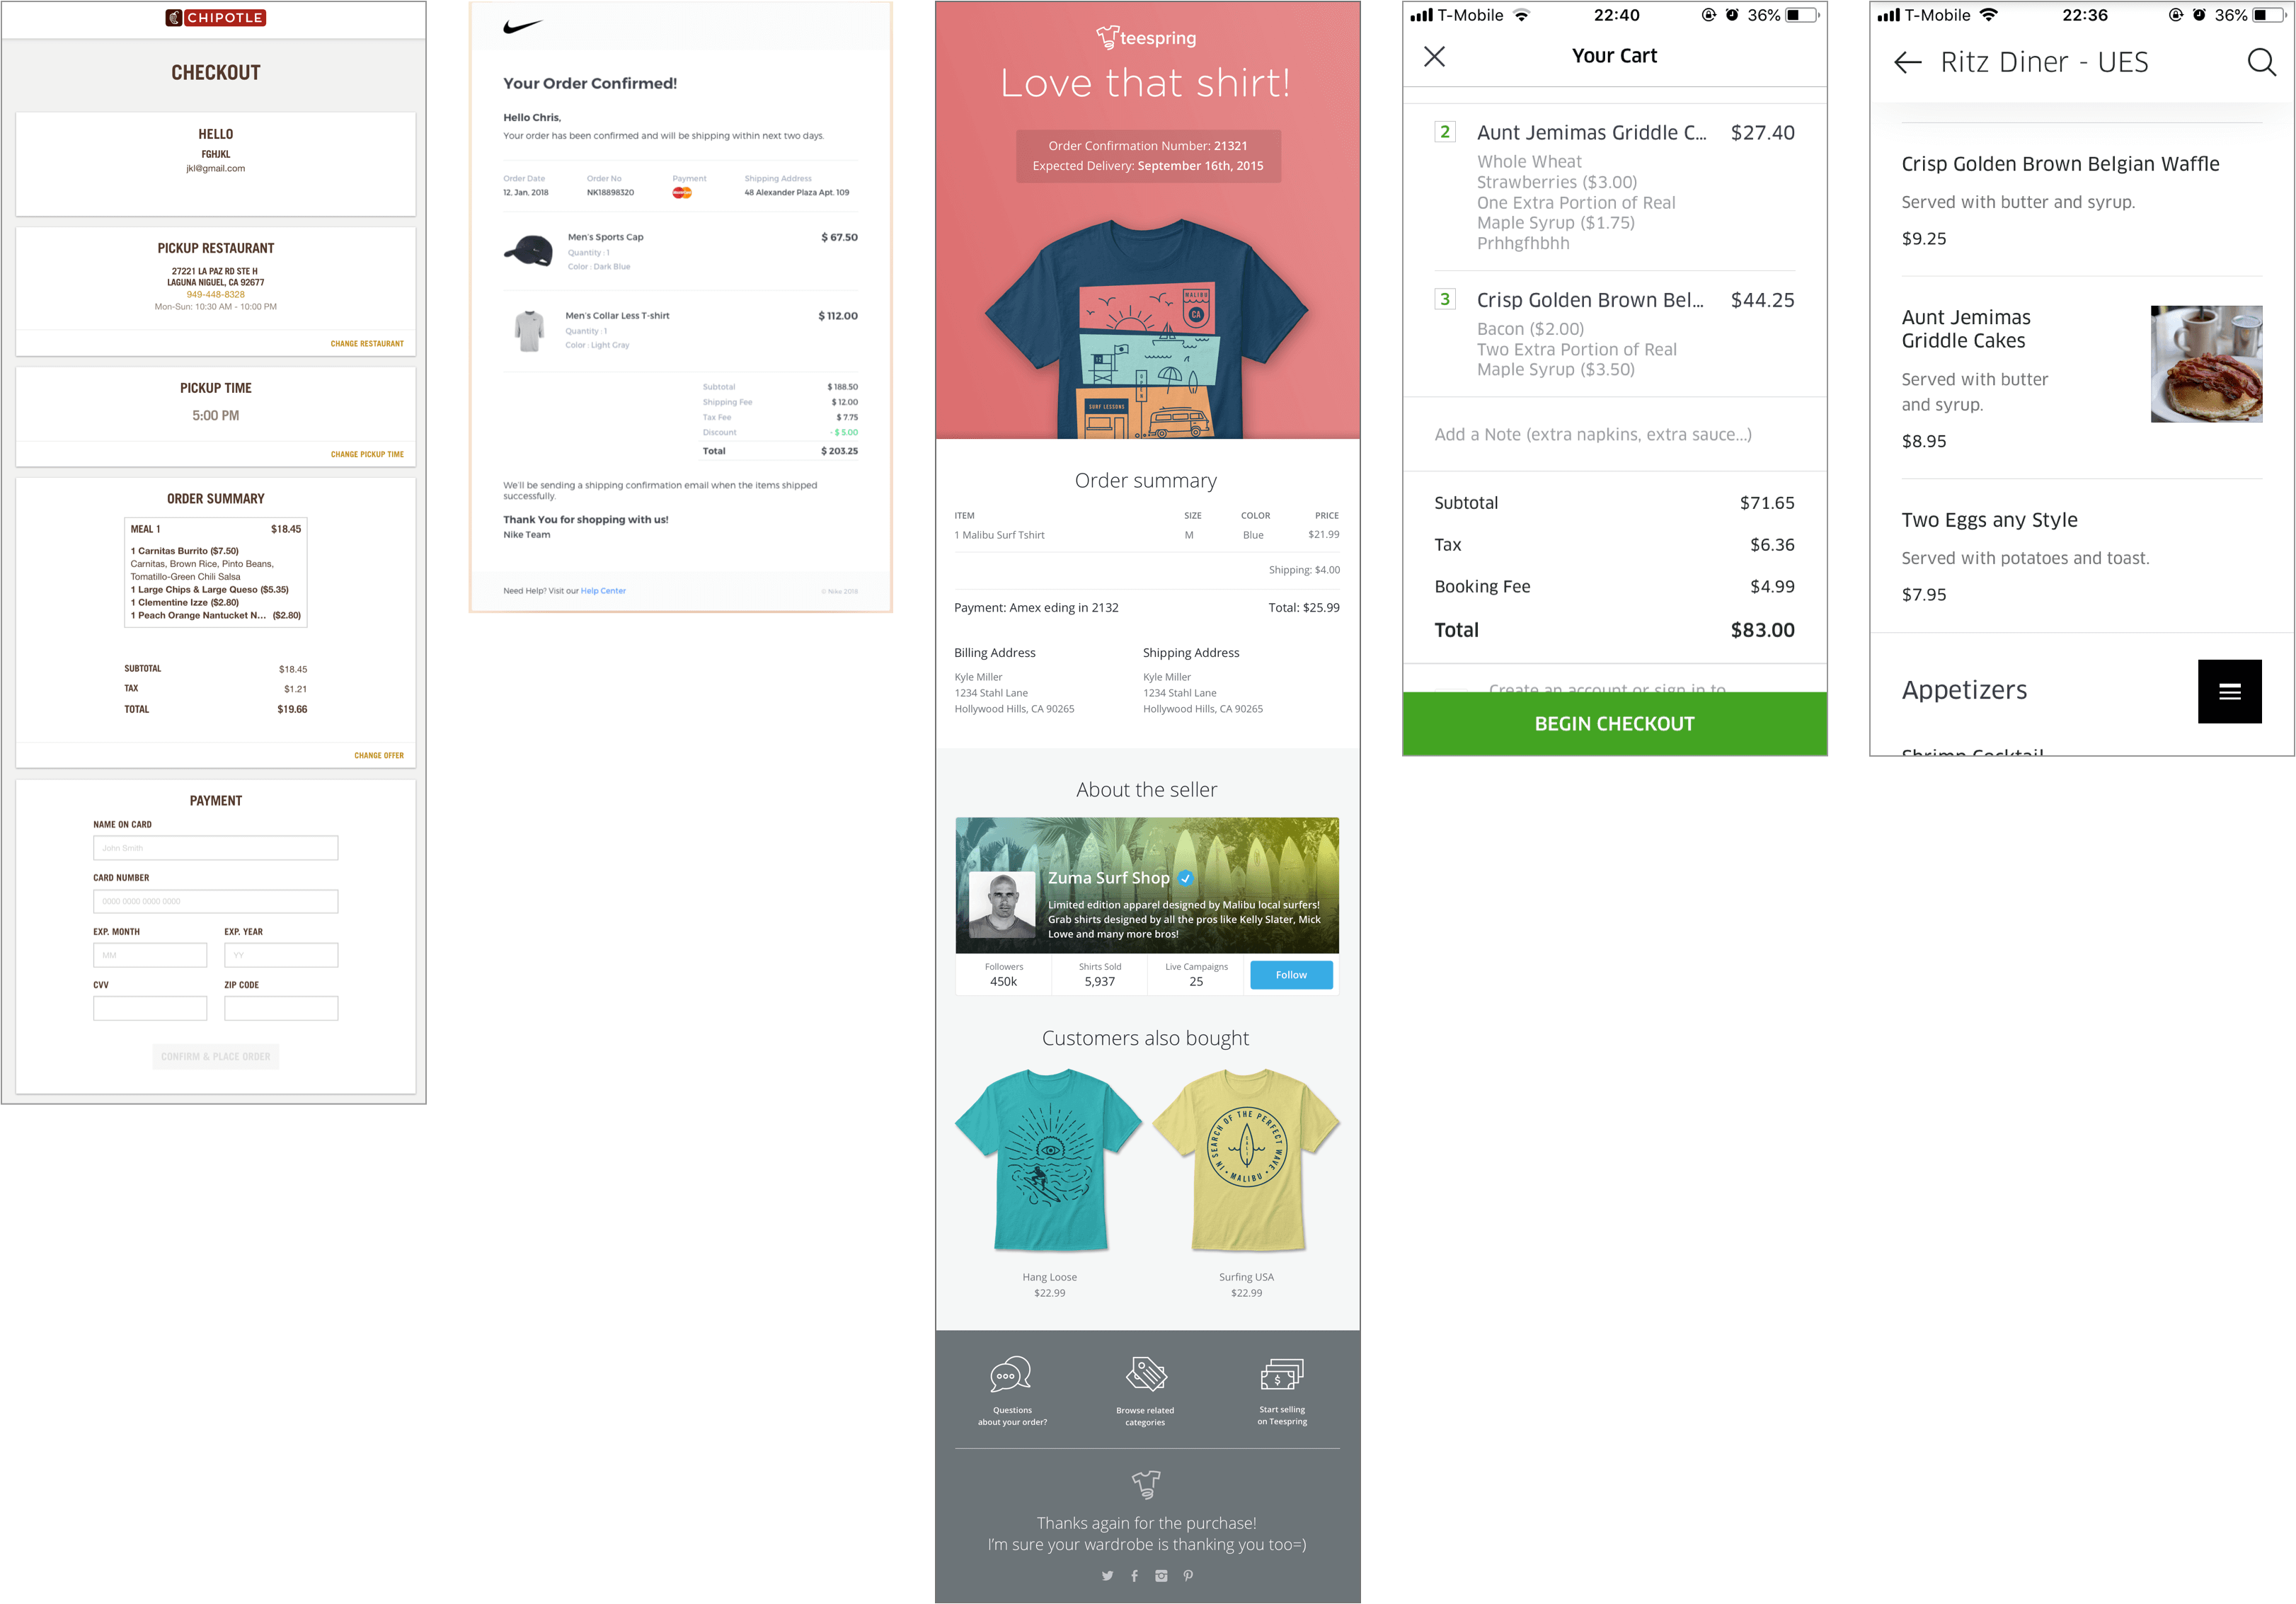 CHIPOTLE
CHECKOUT
HELLO
FGHJKL
jkl@gmail.com
PICKUP RESTAURANT
27221 LA PAZ RD STE H
LAGUNA NIGUEL, CA 92677
949-448-8328
Mon-Sun: 10:30 AM - 10:00 PM
CHANGE RESTAURANT
PICKUP TIME
5:00 PM
CHANGE PICKUP TIME
ORDER SUMMARY
MEAL 1 $18.45
1 Carnitas Burrito ($7.50)
Carnitas, Brown Rice, Pinto Beans,
Tomatillo-Green Chili Salsa
1 Large Chips & Large Queso ($5.35)
1 Clementine Izze ($2.80)
1 Peach Orange Nantucket N... ($2.80)
SUBTOTAL $18.45
TAX $1.21
TOTAL $19.66
CHANGE OFFER
PAYMENT
NAME ON CARD
John Smith
CARD NUMBER
0000 0000 0000 0000
EXP. MONTH EXP. YEAR
MM YY
CVV ZIP CODE
CONFIRM & PLACE ORDER
Your Order Confirmed!
Hello Chris,
Your order has been confirmed and will be shipping within next two days.
Order Date Order No Payment Shipping Address
12, Jan, 2018 NK18898320 48 Alexander Plaza Apt. 109
Men's Sports Cap $ 67.50
Quantity : 1
Color : Dark Blue
Men's Collar Less T-shirt $ 112.00
Quantity : 1
Color : Light Gray
Subtotal $ 188.50
Shipping Fee $ 12.00
Tax Fee $ 7.75
Discount - $ 5.00
Total $ 203.25
We'll be sending a shipping confirmation email when the items shipped
successfully.
Thank You for shopping with us!
Nike Team
Need Help? Visit our Help Center © Nike 2018
teespring
Love that shirt!
Order Confirmation Number: 21321
Expected Delivery: September 16th, 2015
MALIBU
CA
12
OPEN
SURF LESSONS
Order summary
ITEM SIZE COLOR PRICE
1 Malibu Surf Tshirt M Blue $21.99
Shipping: $4.00
Payment: Amex eding in 2132 Total: $25.99
Billing Address Shipping Address
Kyle Miller Kyle Miller
1234 Stahl Lane 1234 Stahl Lane
Hollywood Hills, CA 90265 Hollywood Hills, CA 90265
About the seller
Zuma Surf Shop
Limited edition apparel designed by Malibu local surfers!
Grab shirts designed by all the pros like Kelly Slater, Mick
Lowe and many more bros!
Followers Shirts Sold Live Campaigns
450k 5,937 25
Follow
Customers also bought
IN SEARCH OF THE PERFECT WAVE • MALIBU •
Hang Loose Surfing USA
$22.99 $22.99
Questions
about your order?
Browse related
categories
Start selling
on Teespring
Thanks again for the purchase!
I'm sure your wardrobe is thanking you too=)
T-Mobile 22:40 36%
Your Cart
2 Aunt Jemimas Griddle C... $27.40
Whole Wheat
Strawberries ($3.00)
One Extra Portion of Real
Maple Syrup ($1.75)
Prhhgfhbhh
3 Crisp Golden Brown Bel... $44.25
Bacon ($2.00)
Two Extra Portion of Real
Maple Syrup ($3.50)
Add a Note (extra napkins, extra sauce...)
Subtotal $71.65
Tax $6.36
Booking Fee $4.99
Total $83.00
Create an account or sign in to
BEGIN CHECKOUT
T-Mobile 22:36 36%
Ritz Diner - UES
Crisp Golden Brown Belgian Waffle
Served with butter and syrup.
$9.25
Aunt Jemimas
Griddle Cakes
Served with butter
and syrup.
$8.95
Two Eggs any Style
Served with potatoes and toast.
$7.95
Appetizers
Shrimp Cocktail